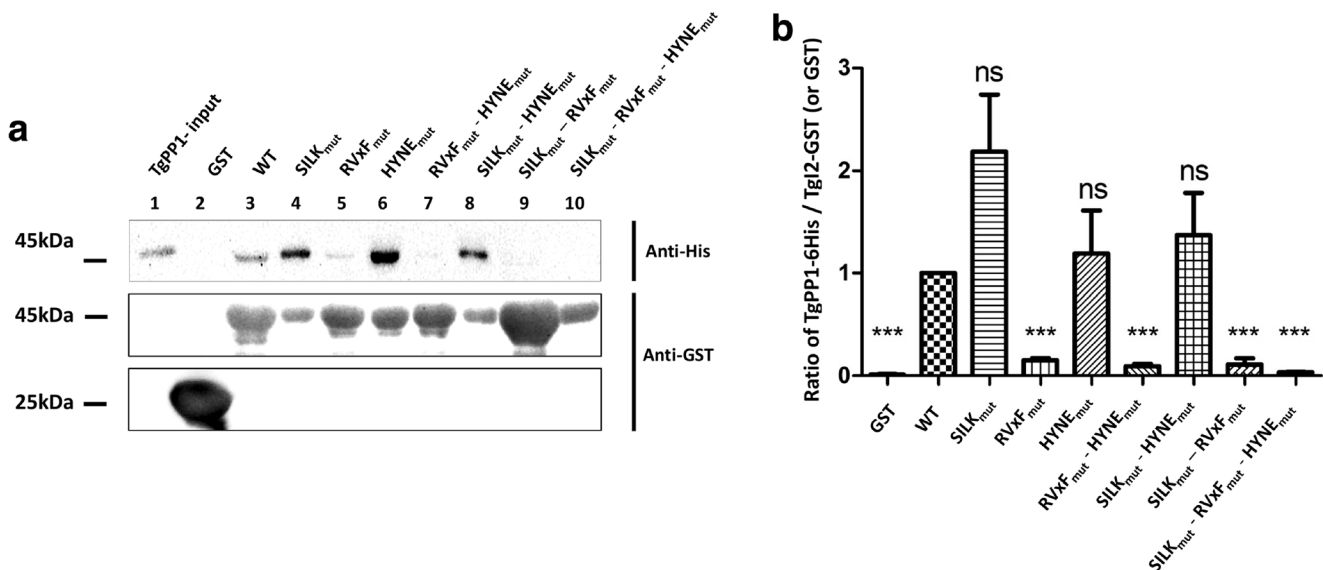 a
TgPP1- input
GST
WT
SILKmut
RVxFmut
HYNEmut
RVxFmut - HYNEmut
SILKmut - HYNEmut
SILKmut – RVxFmut
SILKmut - RVxFmut - HYNEmut
1 2 3 4 5 6 7 8 9 10
45kDa
Anti-His
45kDa
Anti-GST
25kDa
b
Ratio of TgPP1-6His / TgI2-GST (or GST)
3
2
1
0
***
ns
***
ns
***
ns
***
***
GST
WT
SILKmut
RVxFmut
HYNEmut
RVxFmut - HYNEmut
SILKmut - HYNEmut
SILKmut – RVxFmut
SILKmut - RVxFmut - HYNEmut